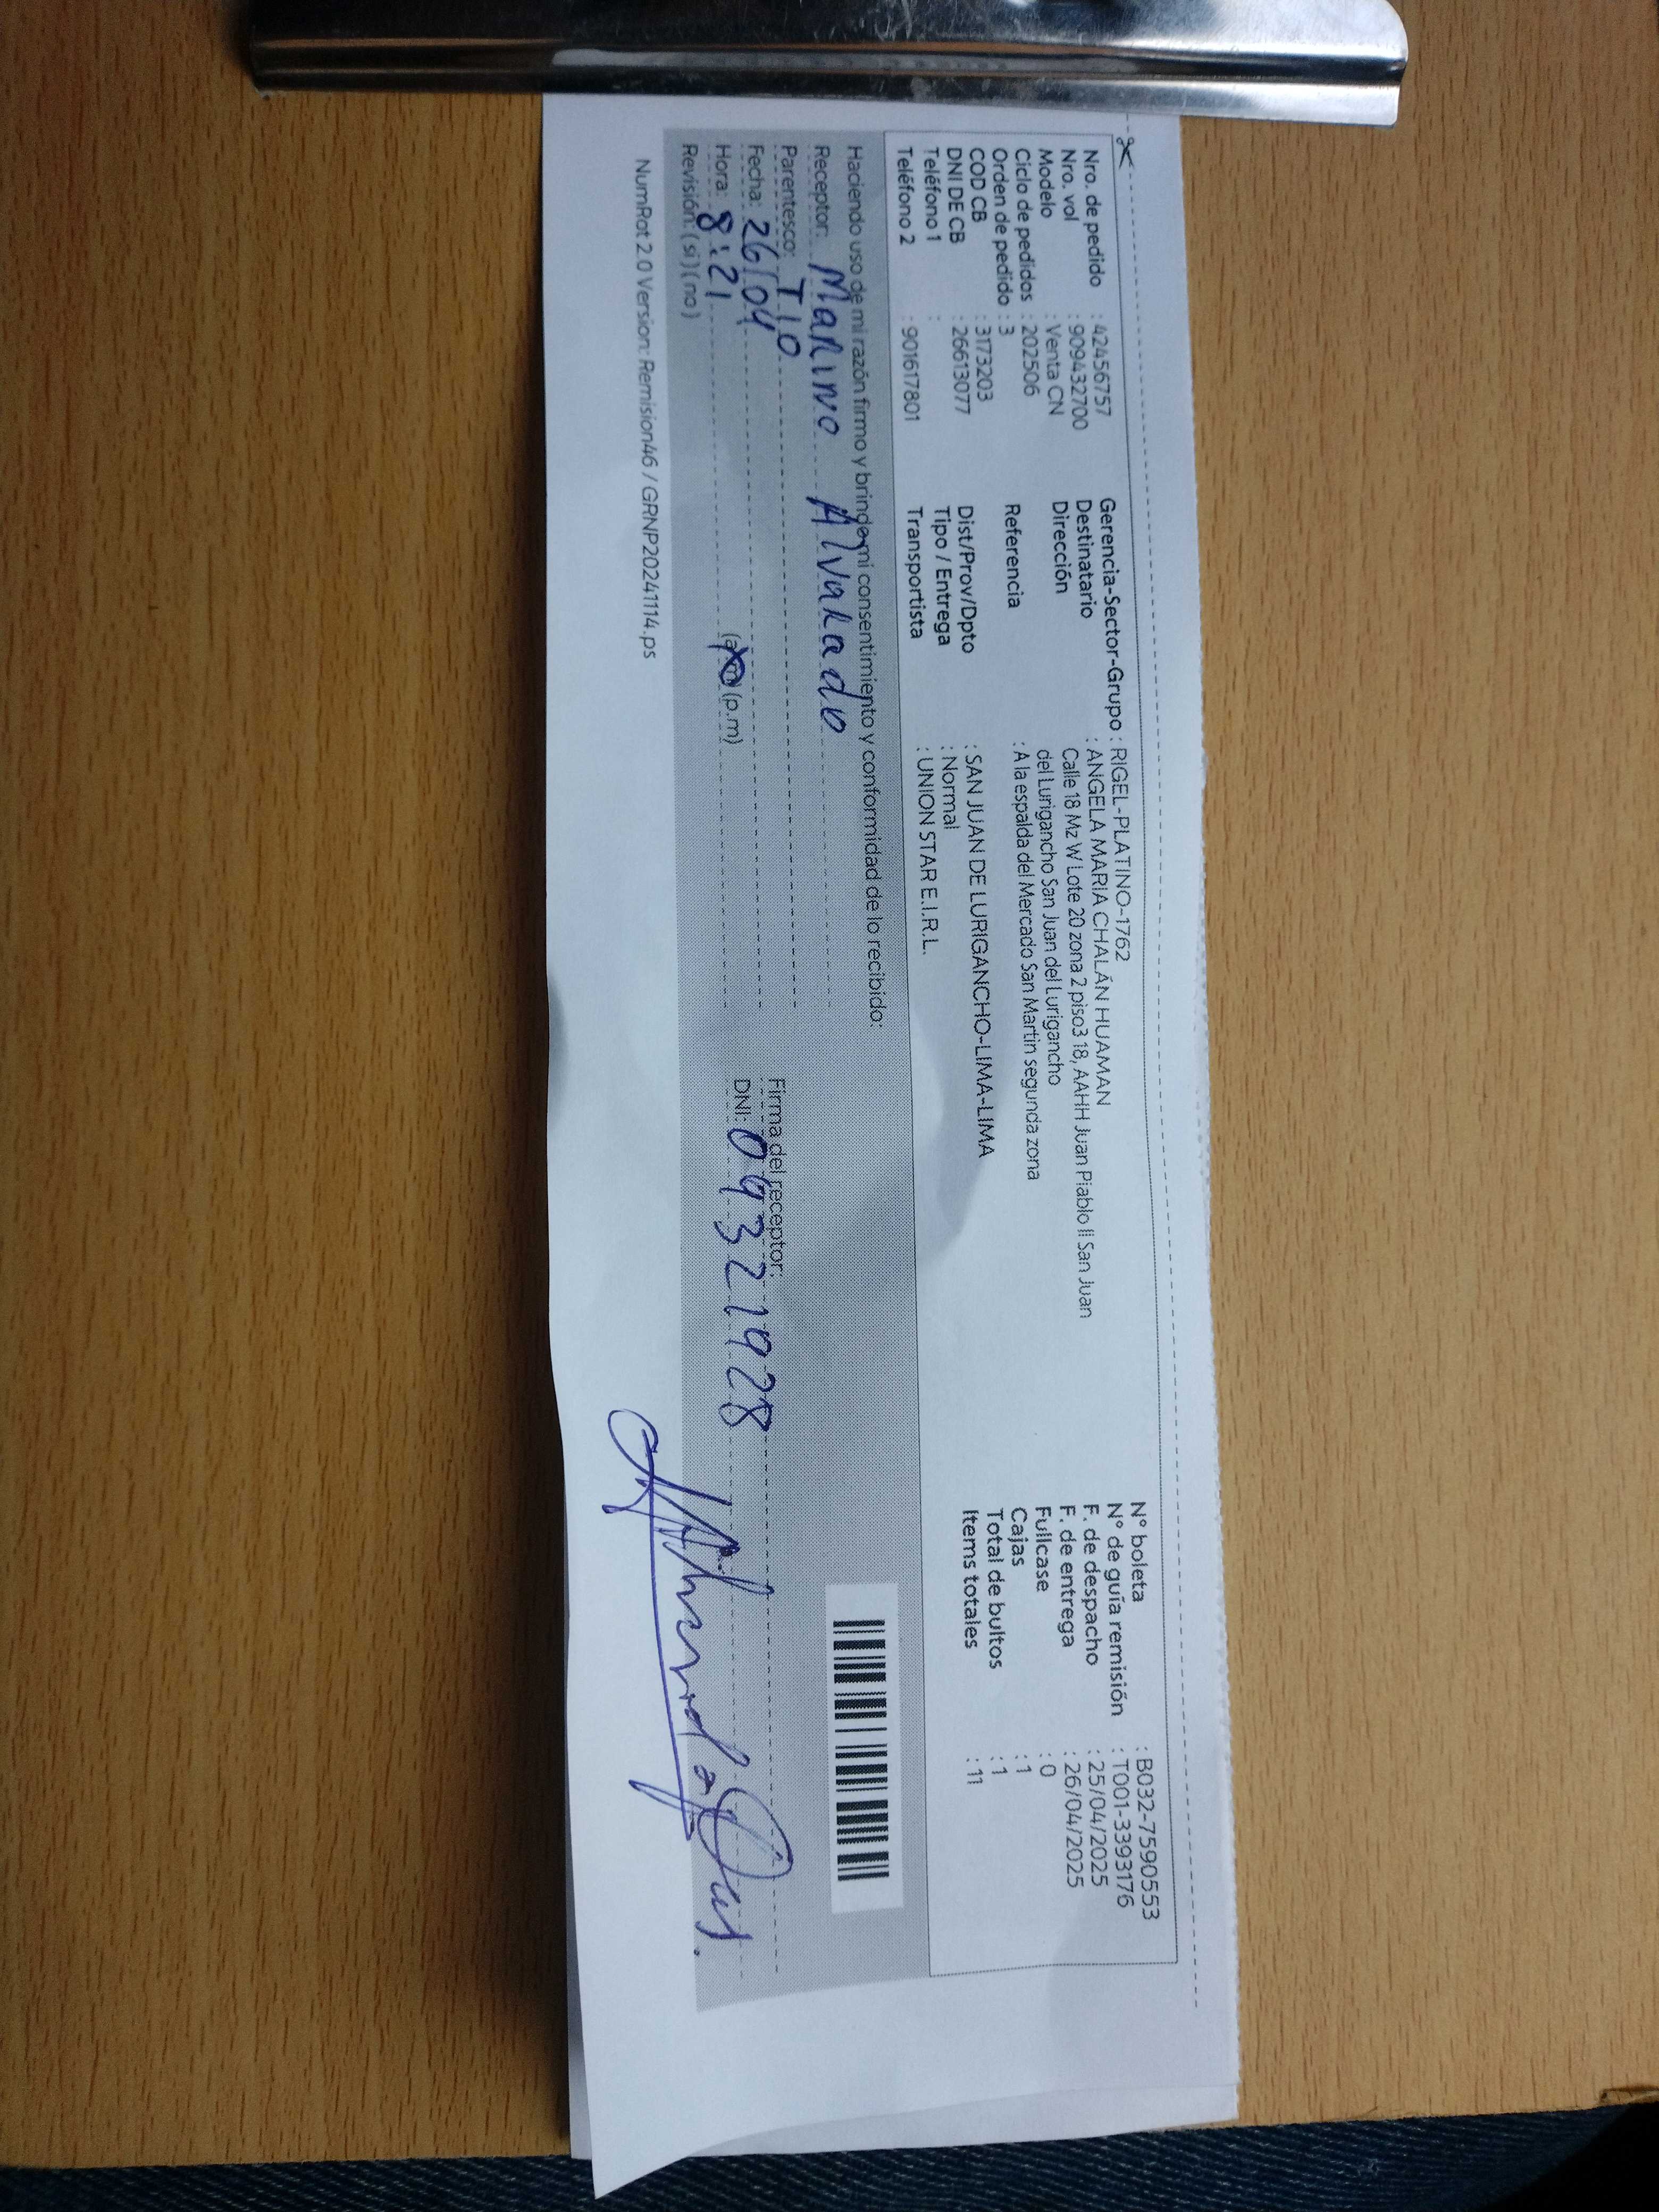 Nro. de pedido : 42456757
Nro. vol : 909432700
Modelo : Venta CN
Ciclo de pedidos : 202506
Orden de pedido : 3
COD CB : 3173203
DNI DE CB : 26613077
Teléfono 1 :
Teléfono 2 : 901617801
Gerencia-Sector-Grupo : RIGEL-PLATINO-1762
Destinatario : ANGELA MARIA CHALÁN HUAMAN
Dirección Calle 18 Mz W Lote 20 zona 2 piso3 18, AAHH Juan Piablo II San Juan
del Lurigancho San Juan del Lurigancho
Referencia : A la espalda del Mercado San Martin segunda zona
Dist/Prov/Dpto : SAN JUAN DE LURIGANCHO-LIMA-LIMA
Tipo / Entrega : Normal
Transportista : UNION STAR E.I.R.L.
N° boleta : B032-7590553
N° de guía remisión : T001-3393176
F. de despacho : 25/04/2025
F. de entrega : 26/04/2025
Fullcase : 0
Cajas : 1
Total de bultos : 1
Items totales : 11
Haciendo uso de mi razón firmo y brindo mi consentimiento y conformidad de lo recibido:
Receptor: Marino Alvarado
Parentesco: TIO
Fecha: 26/04
Hora: 8:21 (a.m) (p.m)
Revisión: (si) (no)
Firma del receptor:
DNI: 09321928
NumRot 2.0 Version: Remision46 / GRNP20241114.ps